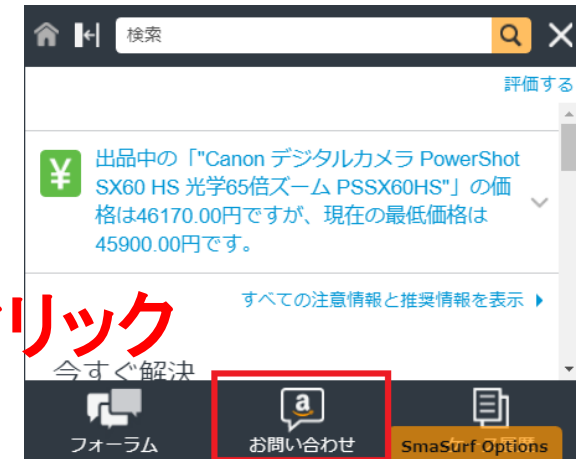 検索
評価する
出品中の「"Canon デジタルカメラ PowerShot
SX60 HS 光学65倍ズーム PSSX60HS"」の価
格は46170.00円ですが、現在の最低価格は
45900.00円です。
すべての注意情報と推奨情報を表示
リック
今すぐ解決
フォーラム
お問い合わせ
SmaSurf Options